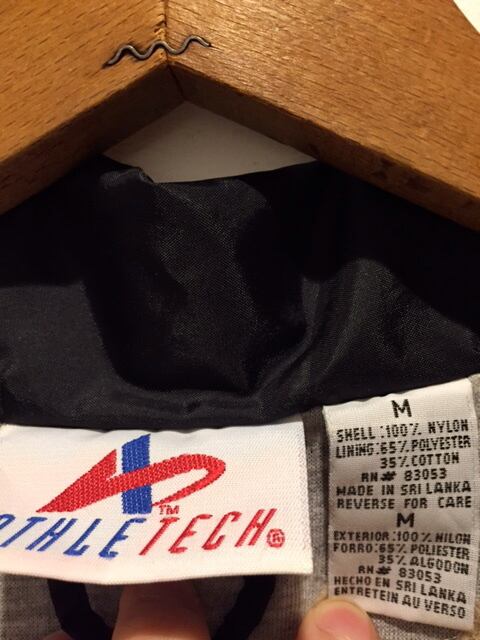 ATHLETECH®
TM
M
SHELL:100% NYLON
LINING:65% POLYESTER
35% COTTON
RN# 83053
MADE IN SRI LANKA
REVERSE FOR CARE
M
EXTERIOR:100% NILON
FORRO:65% POLIESTER
35% ALGODON
RN# 83053
HECHO EN SRI LANKA
ENTRETEIN AU VERSO